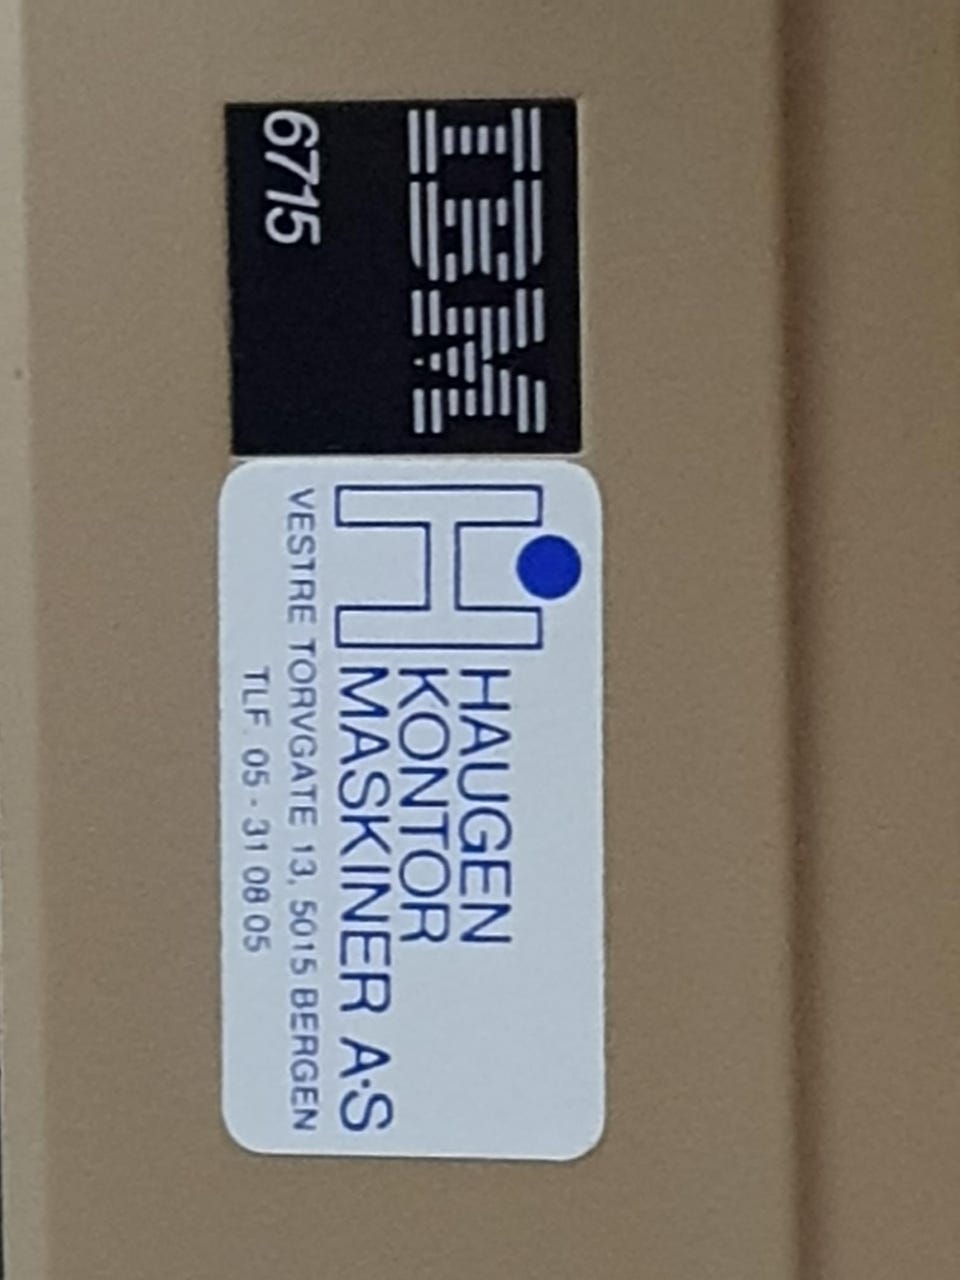 IBM
6715
HAUGEN
KONTOR
MASKINER A·S
VESTRE TORVGATE 13, 5015 BERGEN
TLF. 05 - 31 08 05